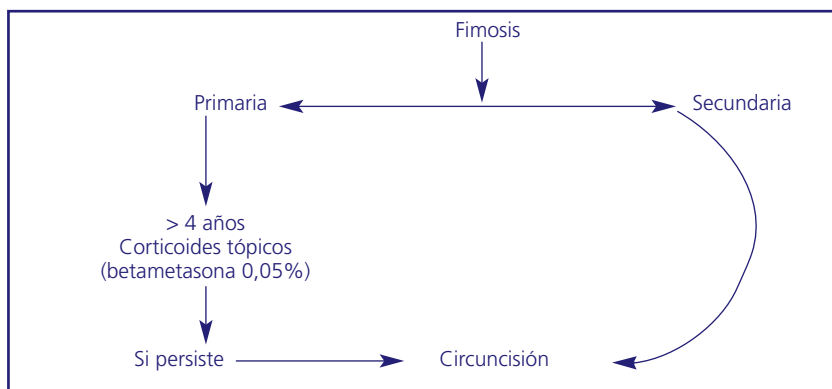 Fimosis
Primaria
Secundaria
> 4 años
Corticoides tópicos
(betametasona 0,05%)
Si persiste
Circuncisión